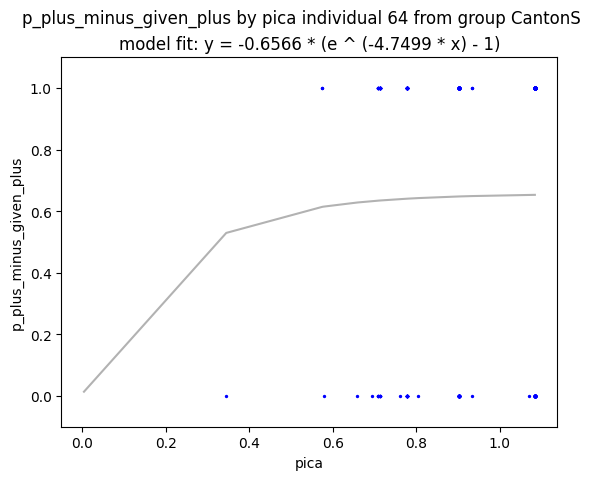 p_plus_minus_given_plus by pica individual 64 from group CantonS
model fit: y = -0.6566 * (e ^ (-4.7499 * x) - 1)
1.0
0.8
0.6
0.4
0.2
0.0
p_plus_minus_given_plus
0.0 0.2 0.4 0.6 0.8 1.0
pica